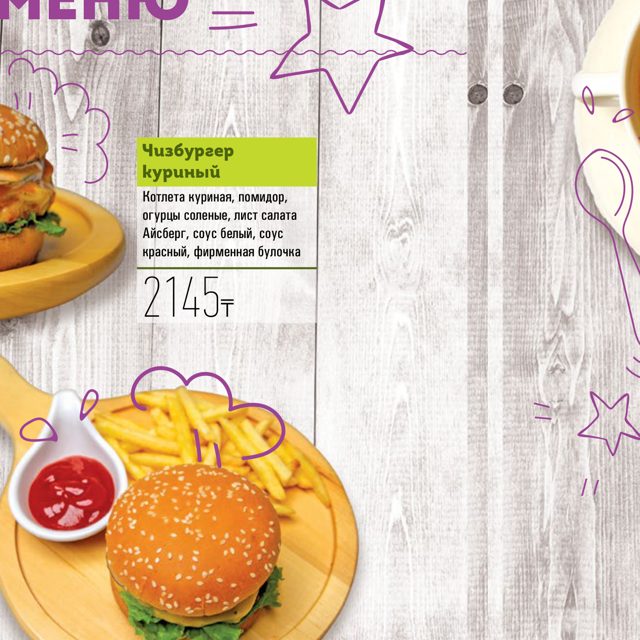 МЕНЮ
Чизбургер
куриный
Котлета куриная, помидор,
огурцы соленые, лист салата
Айсберг, соус белый, соус
красный, фирменная булочка
2145₸